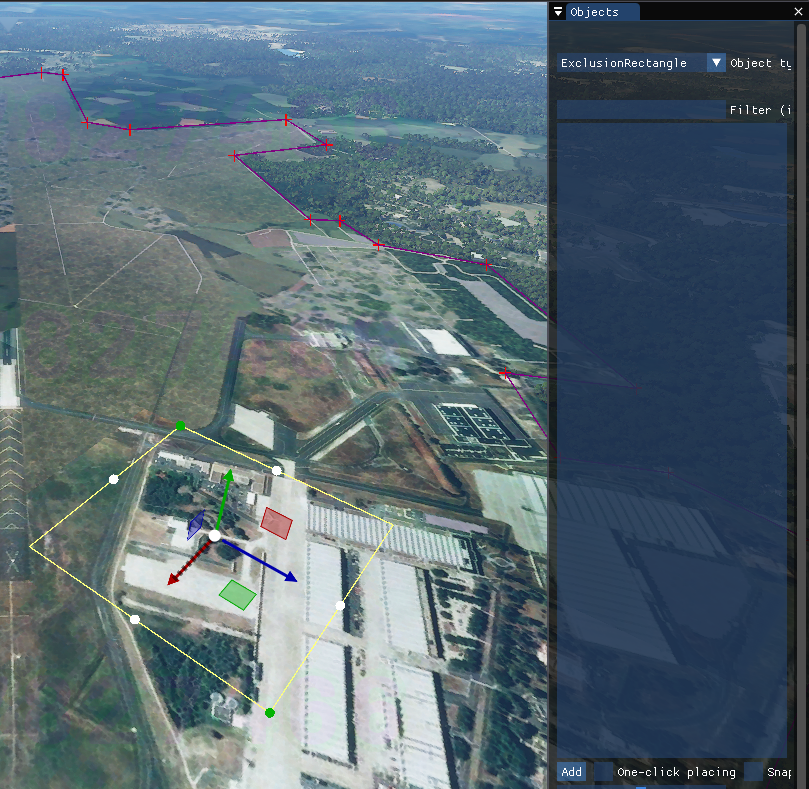 Objects
ExclusionRectangle Object ty
Filter (i
Add One-click placing Snap